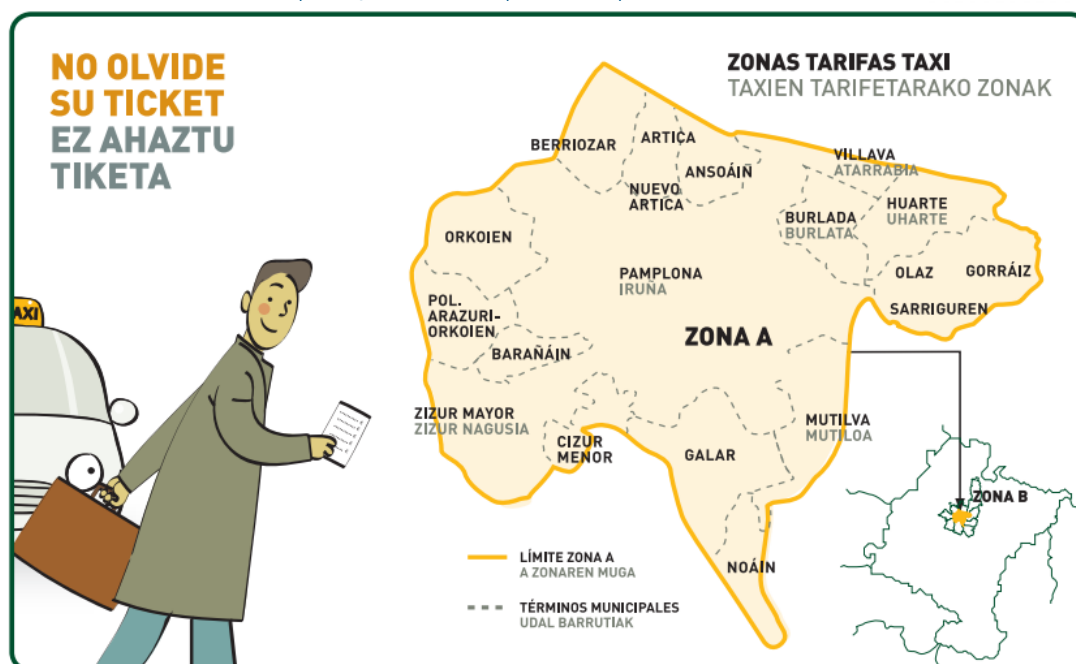 NO OLVIDE
SU TICKET
EZ AHAZTU
TIKETA
ZONAS TARIFAS TAXI
TAXIEN TARIFETARAKO ZONAK
BERRIOZAR
ARTICA
ANSOÁIÑ
NUEVO
ARTICA
VILLAVA
ATARRABIA
HUARTE
UHARTE
BURLADA
BURLATA
ORKOIEN
PAMPLONA
IRUÑA
OLAZ
GORRÁIZ
SARRIGUREN
POL.
ARAZURI-
ORKOIEN
BARAÑÁIN
ZONA A
ZIZUR MAYOR
ZIZUR NAGUSIA
CIZUR
MENOR
GALAR
MUTILVA
MUTILOA
NOÁIN
ZONA B
LÍMITE ZONA A
A ZONAREN MUGA
TÉRMINOS MUNICIPALES
UDAL BARRUTIAK
AXI